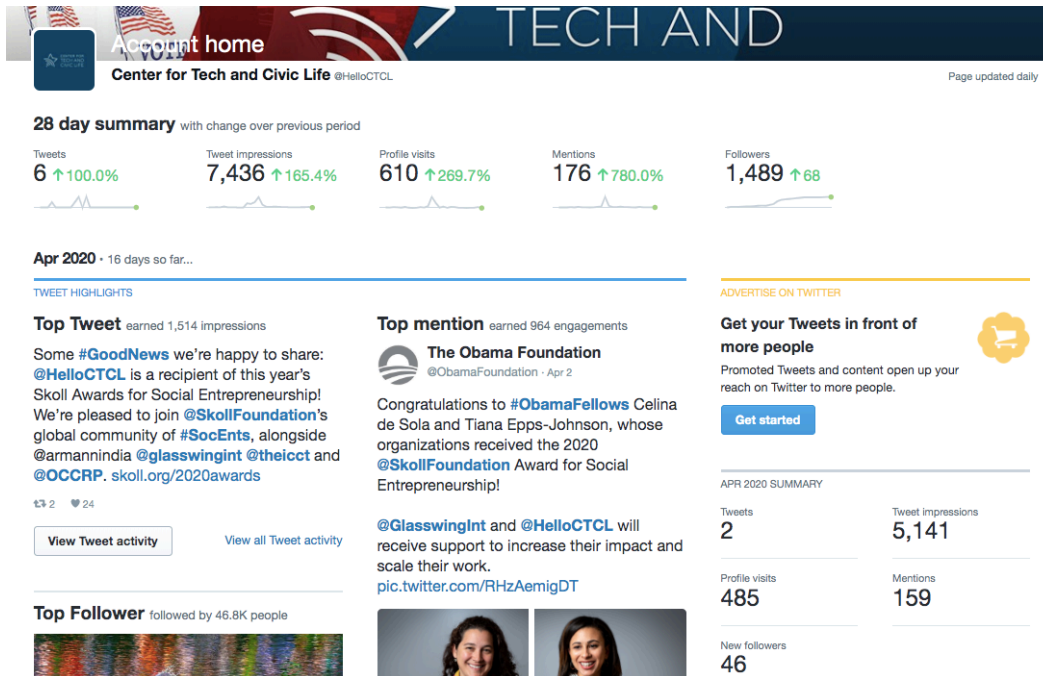 TECH AND
VOTE
Account home
CENTER FOR
TECH AND
CIVIC LIFE
Center for Tech and Civic Life @HelloCTCL
Page updated daily
28 day summary with change over previous period
Tweets
6 ↑100.0%
Tweet impressions
7,436 ↑165.4%
Profile visits
610 ↑269.7%
Mentions
176 ↑780.0%
Followers
1,489 ↑68
Apr 2020 • 16 days so far...
TWEET HIGHLIGHTS
Top Tweet earned 1,514 impressions
Some #GoodNews we're happy to share:
@HelloCTCL is a recipient of this year's
Skoll Awards for Social Entrepreneurship!
We're pleased to join @SkollFoundation's
global community of #SocEnts, alongside
@armannindia @glasswingint @theicct and
@OCCRP. skoll.org/2020awards
2 24
View Tweet activity
View all Tweet activity
Top Follower followed by 46.8K people
Top mention earned 964 engagements
The Obama Foundation
@ObamaFoundation · Apr 2
Congratulations to #ObamaFellows Celina
de Sola and Tiana Epps-Johnson, whose
organizations received the 2020
@SkollFoundation Award for Social
Entrepreneurship!
@GlasswingInt and @HelloCTCL will
receive support to increase their impact and
scale their work.
pic.twitter.com/RHzAemigDT
ADVERTISE ON TWITTER
Get your Tweets in front of
more people
Promoted Tweets and content open up your
reach on Twitter to more people.
Get started
APR 2020 SUMMARY
Tweets
2
Tweet impressions
5,141
Profile visits
485
Mentions
159
New followers
46